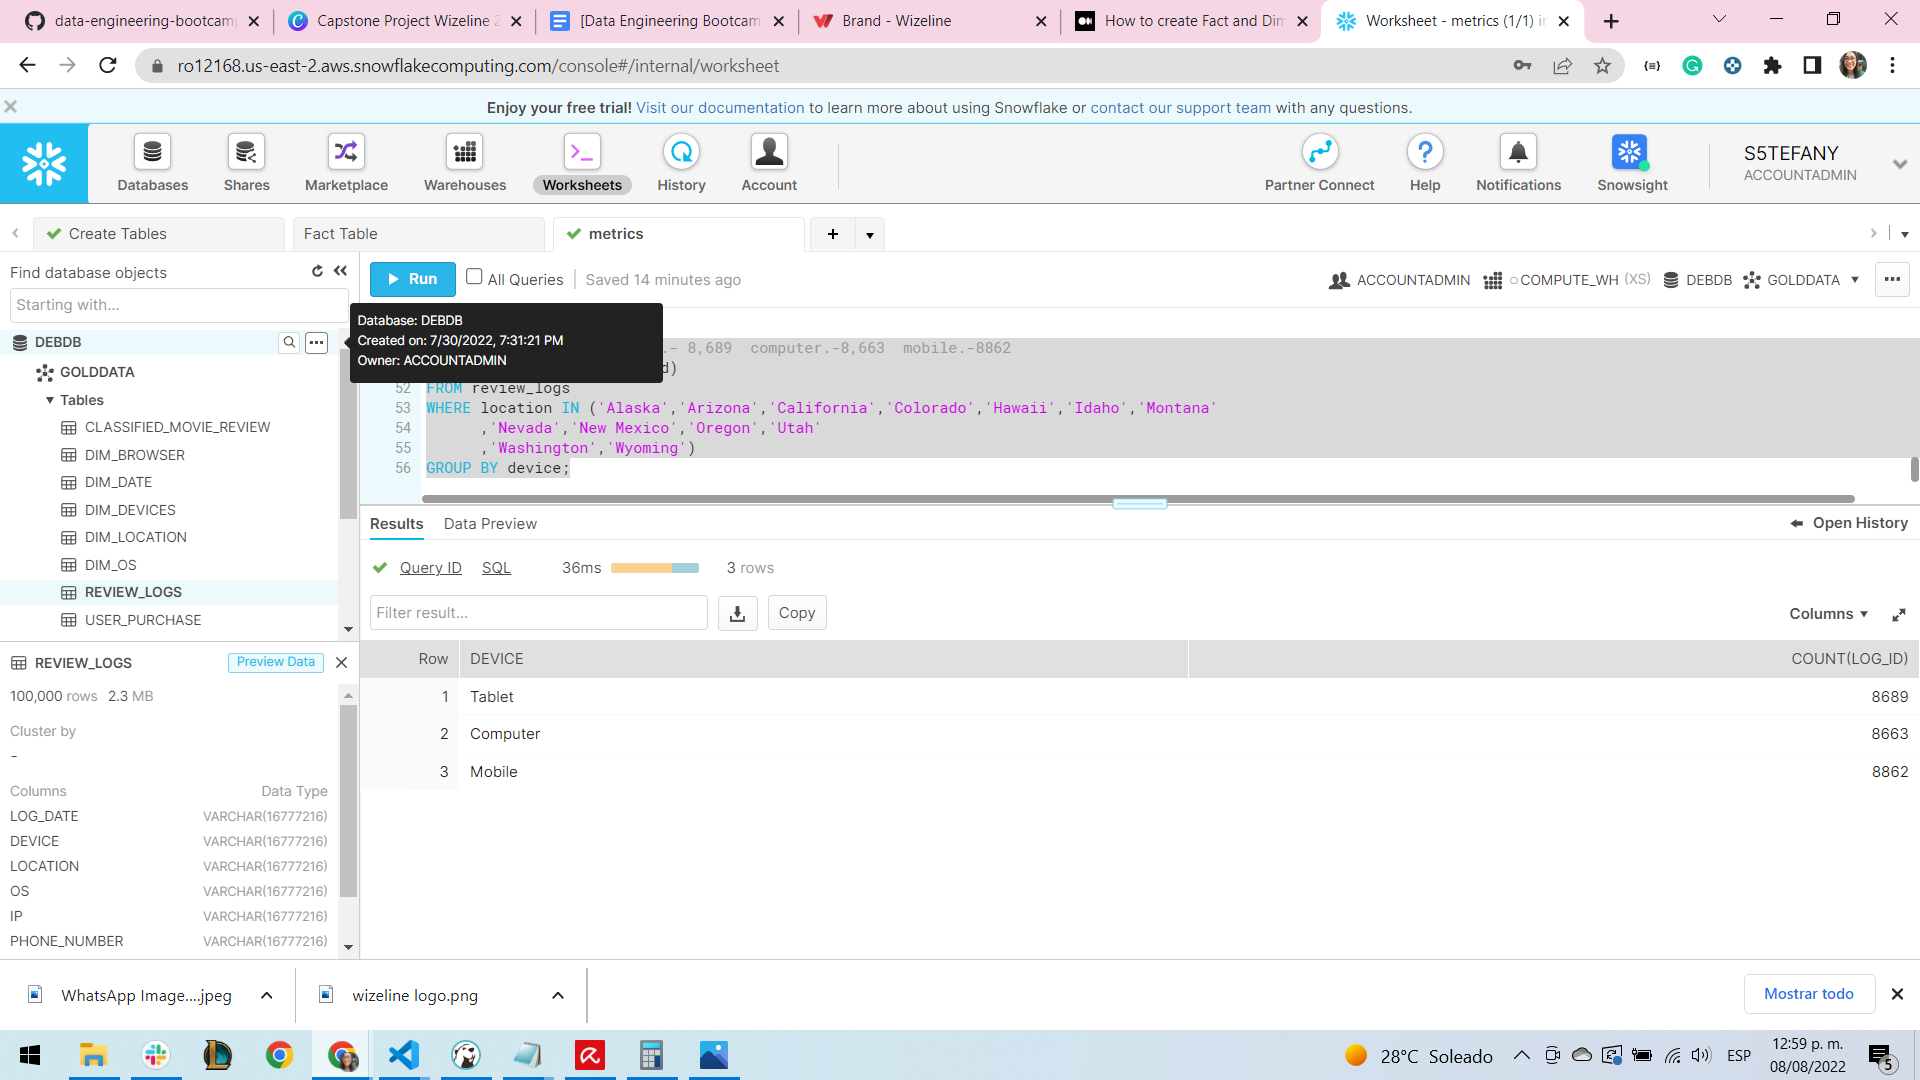 data-engineering-bootcam
Capstone Project Wizeline 2
[Data Engineering Bootcam
Brand - Wizeline
How to create Fact and Dim
Worksheet - metrics (1/1) in
ro12168.us-east-2.aws.snowflakecomputing.com/console#/internal/worksheet
Enjoy your free trial! Visit our documentation to learn more about using Snowflake or contact our support team with any questions.
Databases
Shares
Marketplace
Warehouses
Worksheets
History
Account
Partner Connect
Help
Notifications
Snowsight
S5TEFANY
ACCOUNTADMIN
Create Tables
Fact Table
metrics
Find database objects
Starting with...
Run
All Queries
Saved 14 minutes ago
ACCOUNTADMIN
COMPUTE_WH (XS)
DEBDB
GOLDDATA
DEBDB
GOLDDATA
Tables
CLASSIFIED_MOVIE_REVIEW
DIM_BROWSER
DIM_DATE
DIM_DEVICES
DIM_LOCATION
DIM_OS
REVIEW_LOGS
USER_PURCHASE
Database: DEBDB
Created on: 7/30/2022, 7:31:21 PM
Owner: ACCOUNTADMIN
.- 8,689  computer.-8,663  mobile.-8862
d)
52 FROM review_logs
53 WHERE location IN ('Alaska','Arizona','California','Colorado','Hawaii','Idaho','Montana'
54 ,'Nevada','New Mexico','Oregon','Utah'
55 ,'Washington','Wyoming')
56 GROUP BY device;
Results
Data Preview
Open History
Query ID
SQL
36ms
3 rows
Filter result...
Copy
Columns
Row DEVICE COUNT(LOG_ID)
1 Tablet 8689
2 Computer 8663
3 Mobile 8862
REVIEW_LOGS
Preview Data
100,000 rows 2.3 MB
Cluster by
-
Columns Data Type
LOG_DATE VARCHAR(16777216)
DEVICE VARCHAR(16777216)
LOCATION VARCHAR(16777216)
OS VARCHAR(16777216)
IP VARCHAR(16777216)
PHONE_NUMBER VARCHAR(16777216)
WhatsApp Image....jpeg
wizeline logo.png
Mostrar todo
28°C Soleado
ESP
12:59 p. m.
08/08/2022
5